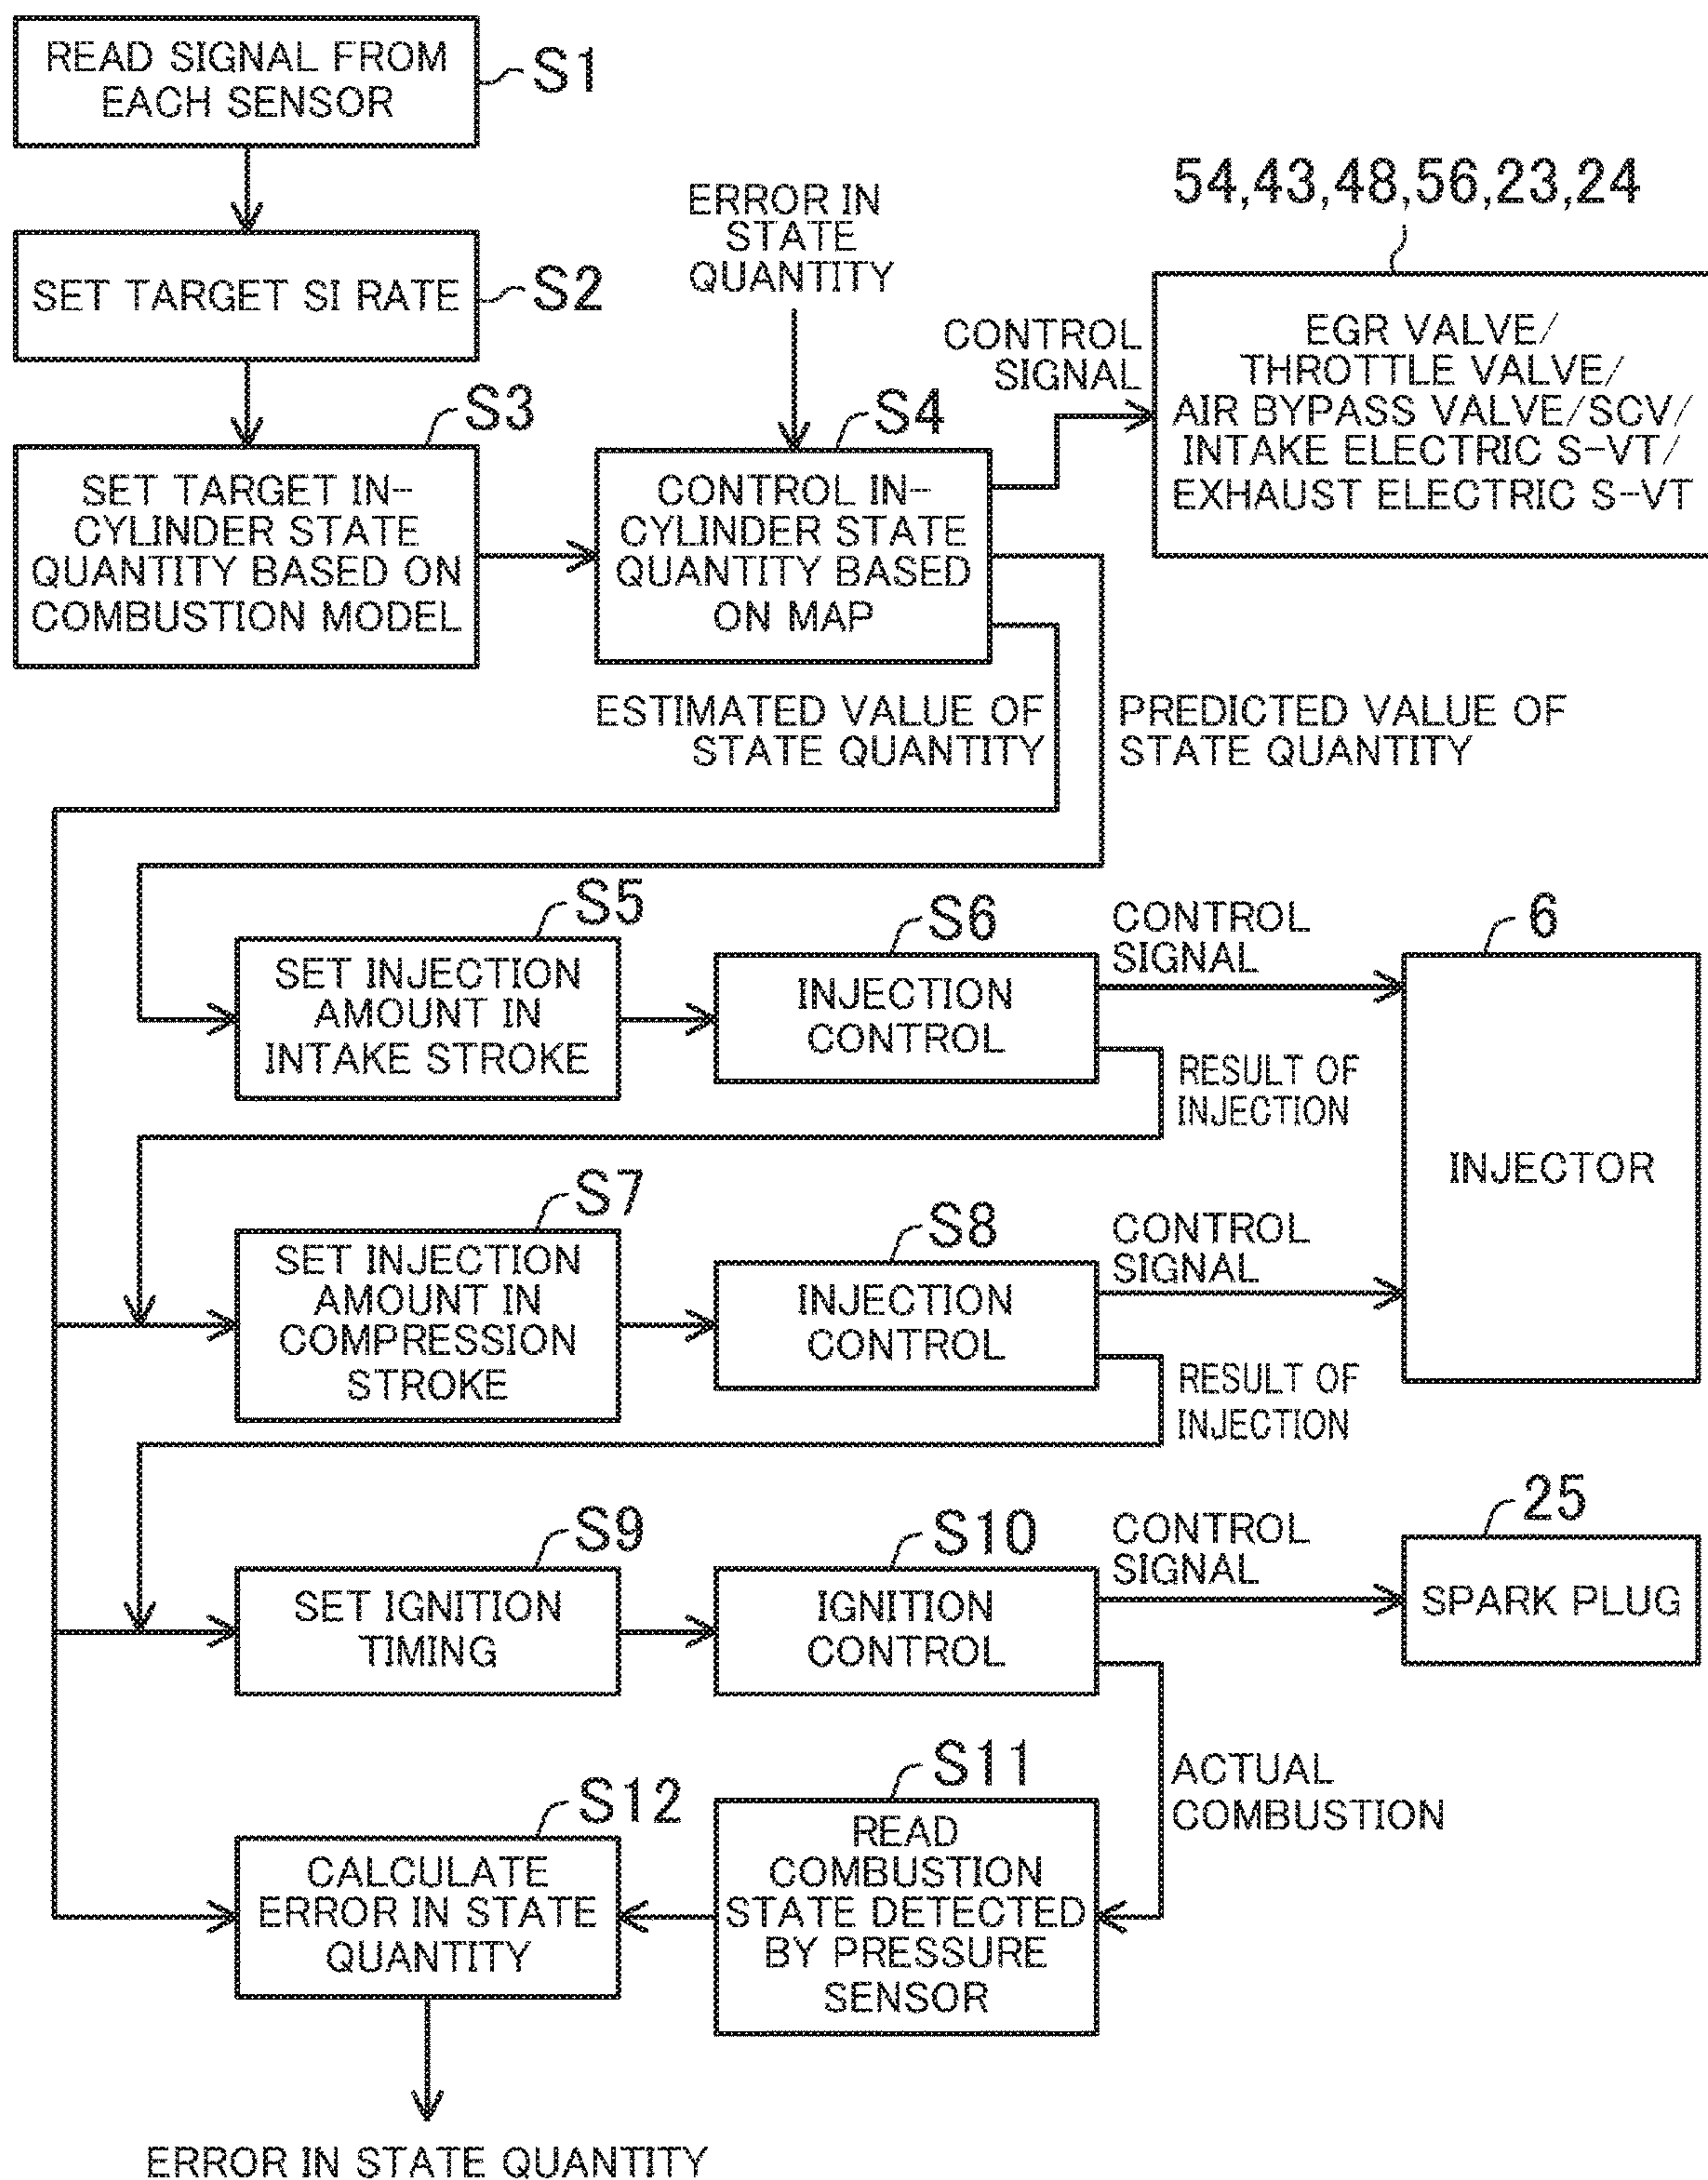 READ SIGNAL FROM
EACH SENSOR
S1
SET TARGET SI RATE
S2
S3
SET TARGET IN-
CYLINDER STATE
QUANTITY BASED ON
COMBUSTION MODEL
ERROR IN
STATE
QUANTITY
S4
CONTROL IN-
CYLINDER STATE
QUANTITY BASED
ON MAP
CONTROL
SIGNAL
54,43,48,56,23,24
EGR VALVE/
THROTTLE VALVE/
AIR BYPASS VALVE/SCV/
INTAKE ELECTRIC S-VT/
EXHAUST ELECTRIC S-VT
ESTIMATED VALUE OF
STATE QUANTITY
PREDICTED VALUE OF
STATE QUANTITY
S5
SET INJECTION
AMOUNT IN
INTAKE STROKE
S6
INJECTION
CONTROL
CONTROL
SIGNAL
RESULT OF
INJECTION
6
INJECTOR
S7
SET INJECTION
AMOUNT IN
COMPRESSION
STROKE
S8
INJECTION
CONTROL
CONTROL
SIGNAL
RESULT OF
INJECTION
S9
SET IGNITION
TIMING
S10
IGNITION
CONTROL
CONTROL
SIGNAL
25
SPARK PLUG
ACTUAL
COMBUSTION
S11
READ
COMBUSTION
STATE DETECTED
BY PRESSURE
SENSOR
S12
CALCULATE
ERROR IN STATE
QUANTITY
ERROR IN STATE QUANTITY